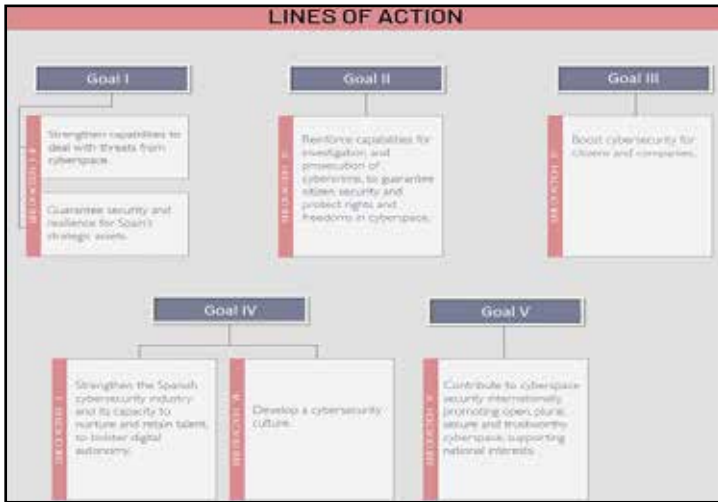 LINES OF ACTION
Goal I
Strengthen capabilities to
deal with threats from
cyberspace.
Guarantee security and
resilience for Spain's
strategic assets.
Goal II
Reinforce capabilities for
investigation and
prosecution of
cybercrime, to guarantee
citizen security and
protect rights and
freedoms in cyberspace.
Goal III
Boost cybersecurity for
citizens and companies.
Goal IV
Strengthen the Spanish
cybersecurity industry
and its capacity to
nurture and retain talent,
to bolster digital
autonomy.
Develop a cybersecurity
culture.
Goal V
Contribute to cyberspace
security internationally,
promoting open, plural,
secure and trustworthy
cyberspace, supporting
national interests.